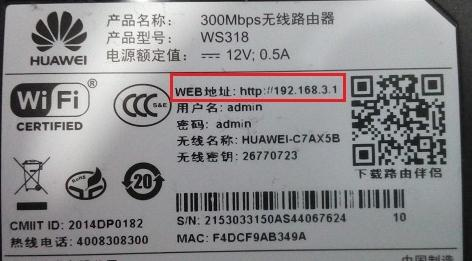 产品名称: 300Mbps无线路由器
产品型号: WS318
电源额定值: ⎓ 12V; 0.5A
HUAWEI
WEB地址: http://192.168.3.1
用户名: admin
密码: admin
无线名称: HUAWEI-C7AX5B
无线密钥: 26770723
WiFi
CERTIFIED
CCC
S&E
下载路由伴侣
20
CMIIT ID: 2014DP0182
热线电话: 4008308300
S/N: 2153033150AS44067624 10
MAC: F4DCF9AB349A
中国制造